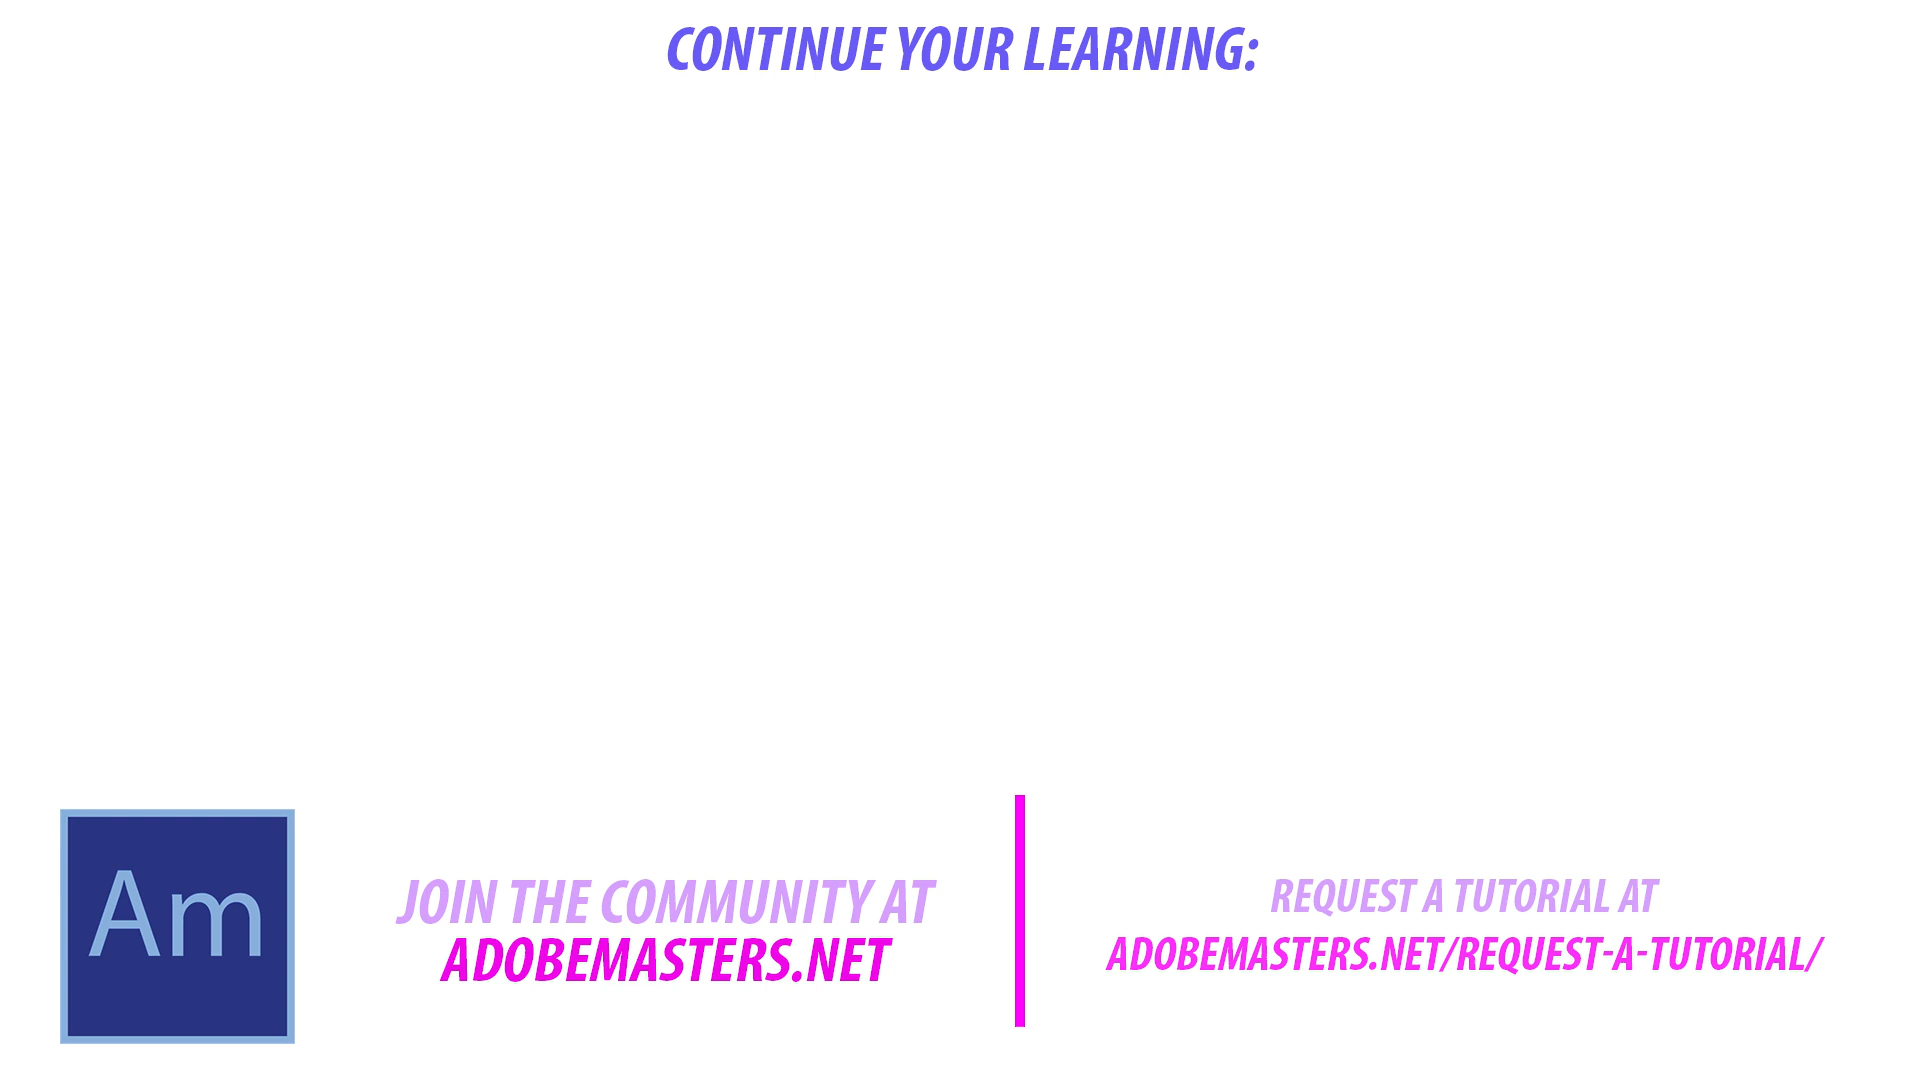 CONTINUE YOUR LEARNING:
Am
JOIN THE COMMUNITY AT
ADOBEMASTERS.NET
REQUEST A TUTORIAL AT
ADOBEMASTERS.NET/REQUEST-A-TUTORIAL/